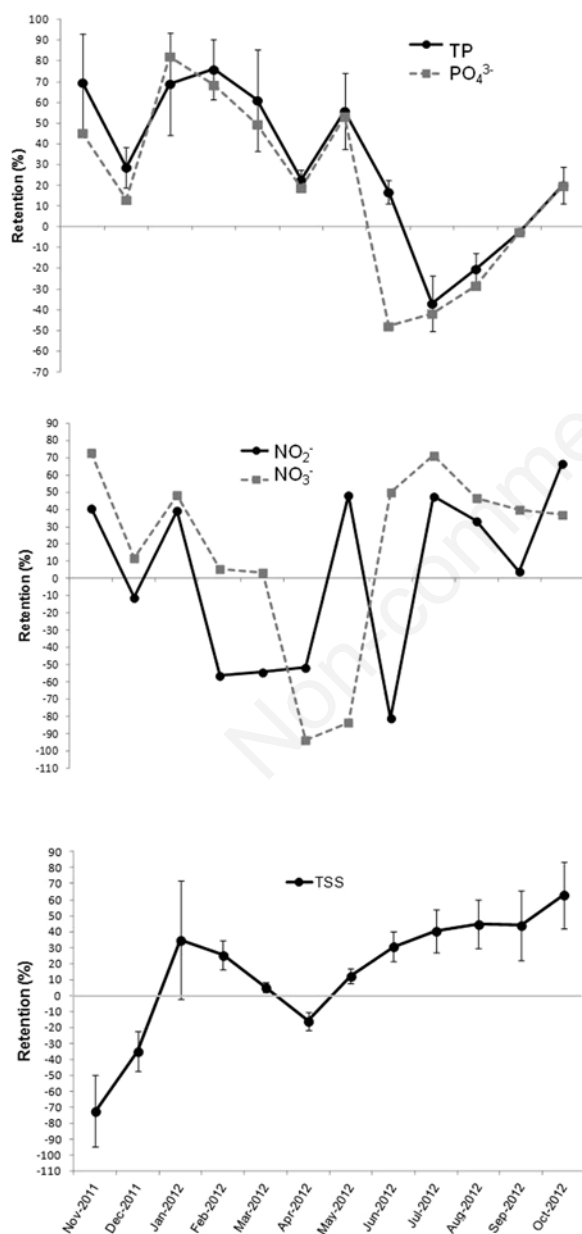 100
90
80
70
60
50
40
30
20
10
0
-10
-20
-30
-40
-50
-60
-70
Retention (%)
TP
PO₄³⁻
90
80
70
60
50
40
30
20
10
0
-10
-20
-30
-40
-50
-60
-70
-80
-90
-100
-110
Retention (%)
NO₂⁻
NO₃⁻
Non-comme
90
80
70
60
50
40
30
20
10
0
-10
-20
-30
-40
-50
-60
-70
-80
-90
-100
-110
Retention (%)
TSS
Nov-2011
Dec-2011
Jan-2012
Feb-2012
Mar-2012
Apr-2012
May-2012
Jun-2012
Jul-2012
Aug-2012
Sep-2012
Oct-2012